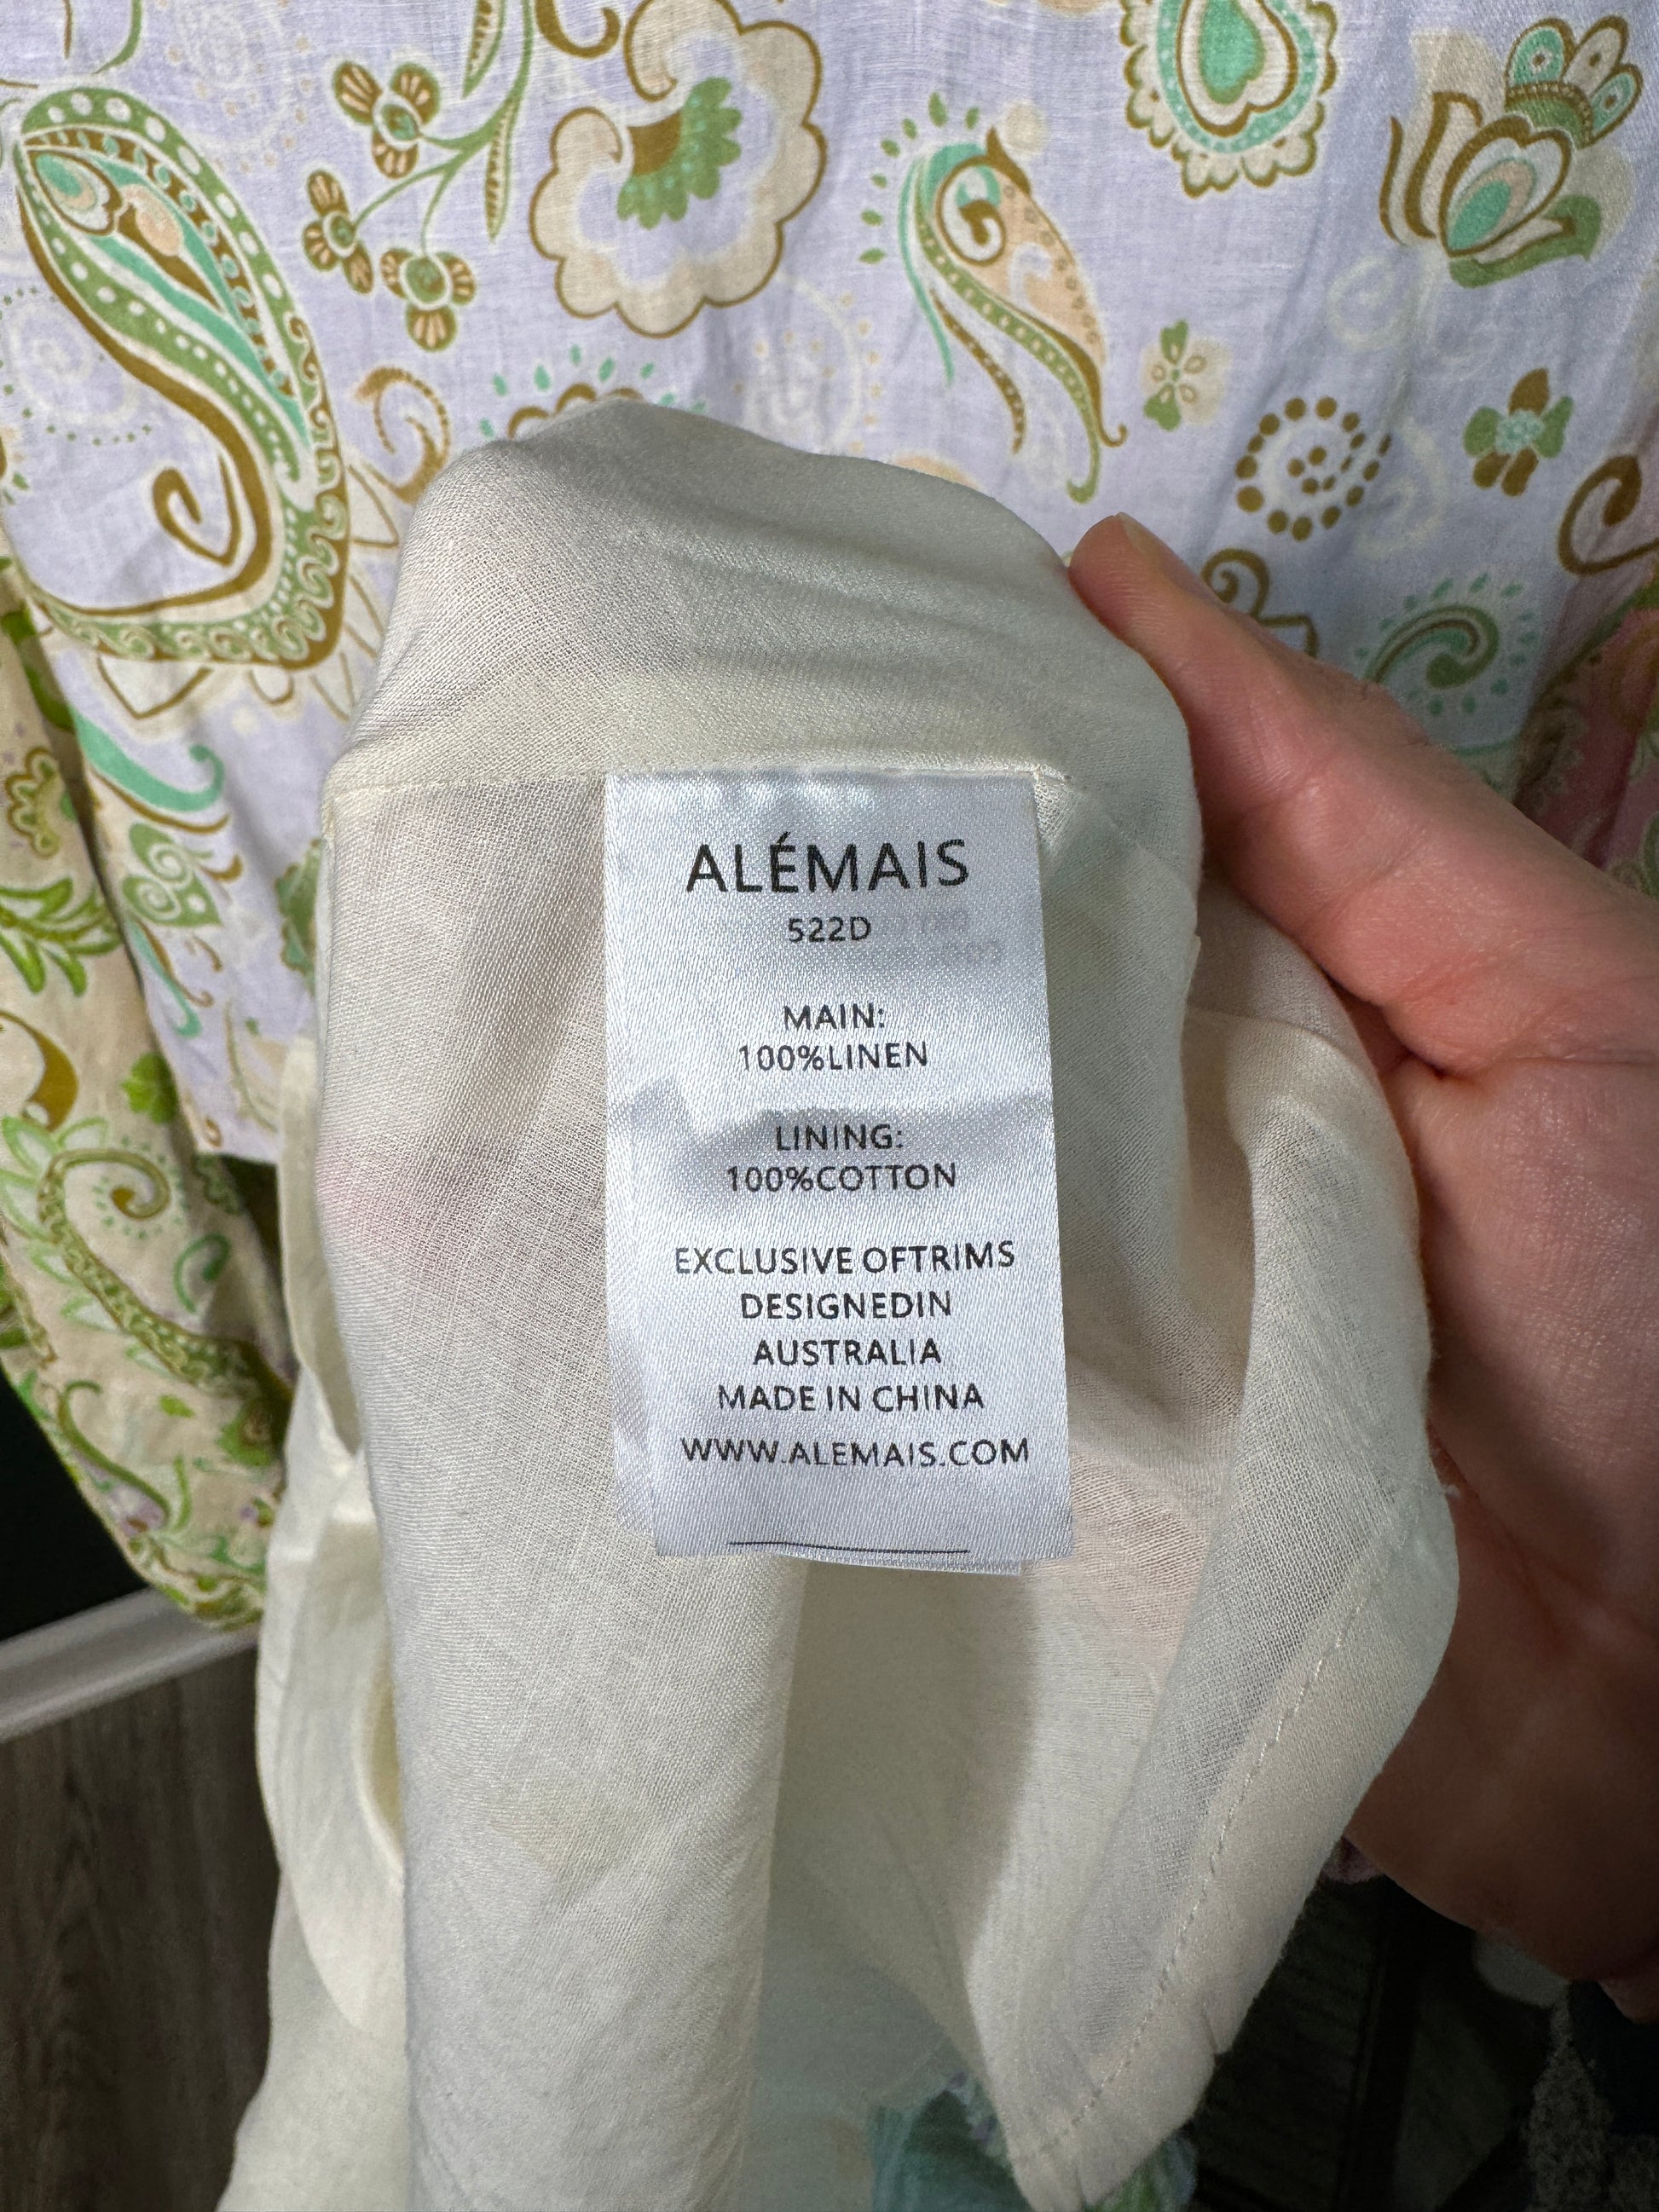 ALÉMAIS
522D
MAIN:
100%LINEN
LINING:
100%COTTON
EXCLUSIVE OFTRIMS
DESIGNEDIN
AUSTRALIA
MADE IN CHINA
WWW.ALEMAIS.COM